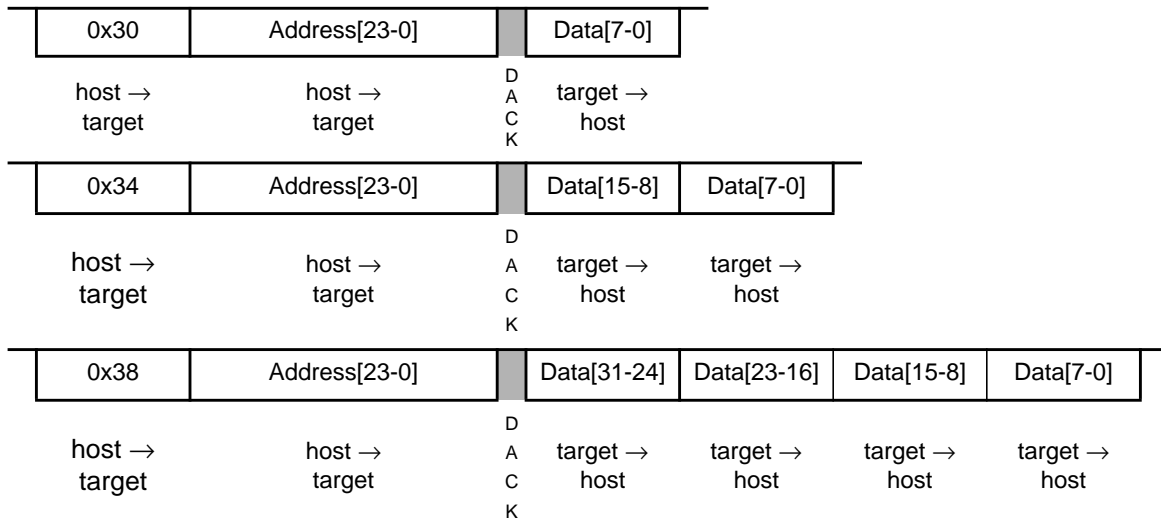 0x30 Address[23-0] Data[7-0]
host → host → D A C K target →
target target host
0x34 Address[23-0] Data[15-8] Data[7-0]
host → host → D A C K target → target →
target target host host
0x38 Address[23-0] Data[31-24] Data[23-16] Data[15-8] Data[7-0]
host → host → D A C K target → target → target → target →
target target host host host host